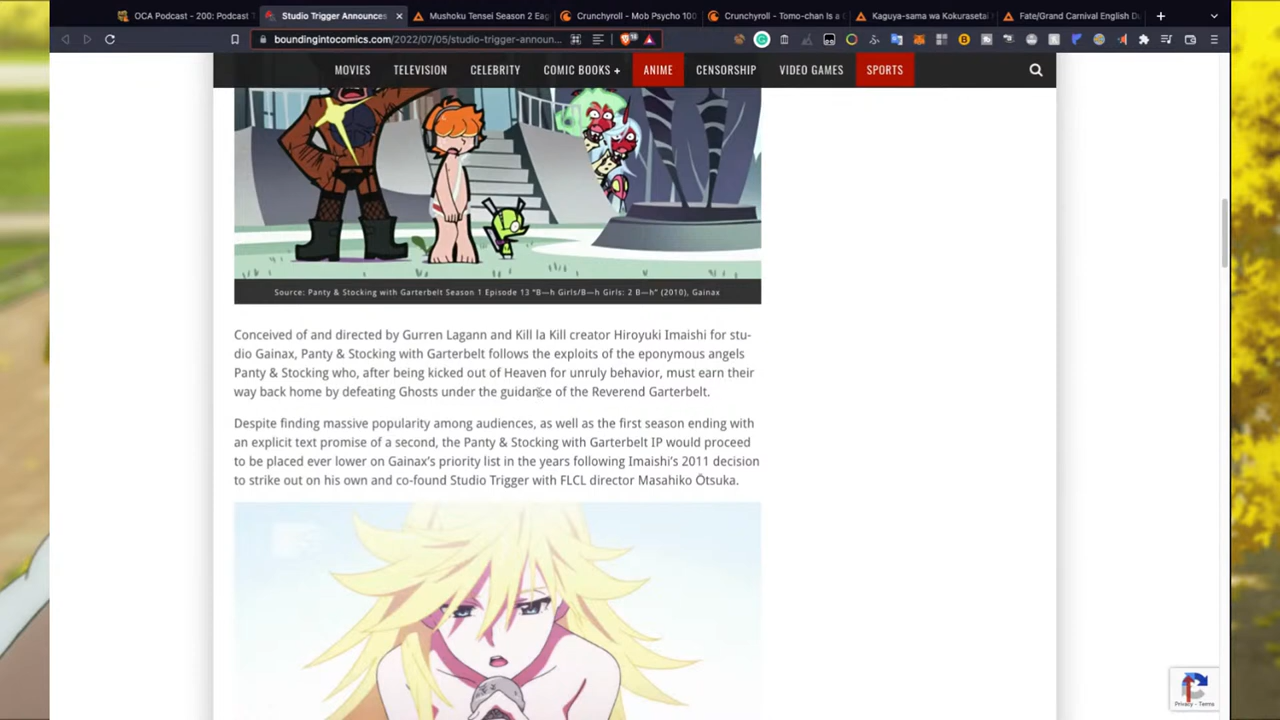 OCA Podcast - 200: Podcast 1
Studio Trigger Announces
Mushoku Tensei Season 2 Eag
Crunchyroll - Mob Psycho 100
Crunchyroll - Tomo-chan Is a G
Kaguya-sama wa Kokurasetai
Fate/Grand Carnival English Du
boundingintocomics.com/2022/07/05/studio-trigger-announ...
MOVIES TELEVISION CELEBRITY COMIC BOOKS + ANIME CENSORSHIP VIDEO GAMES SPORTS
Source: Panty & Stocking with Garterbelt Season 1 Episode 13 "B—h Girls/B—h Girls: 2 B—h" (2010), Gainax
Conceived of and directed by Gurren Lagann and Kill la Kill creator Hiroyuki Imaishi for stu-
dio Gainax, Panty & Stocking with Garterbelt follows the exploits of the eponymous angels
Panty & Stocking who, after being kicked out of Heaven for unruly behavior, must earn their
way back home by defeating Ghosts under the guidance of the Reverend Garterbelt.
Despite finding massive popularity among audiences, as well as the first season ending with
an explicit text promise of a second, the Panty & Stocking with Garterbelt IP would proceed
to be placed ever lower on Gainax's priority list in the years following Imaishi's 2011 decision
to strike out on his own and co-found Studio Trigger with FLCL director Masahiko Ōtsuka.
Privacy - Terms